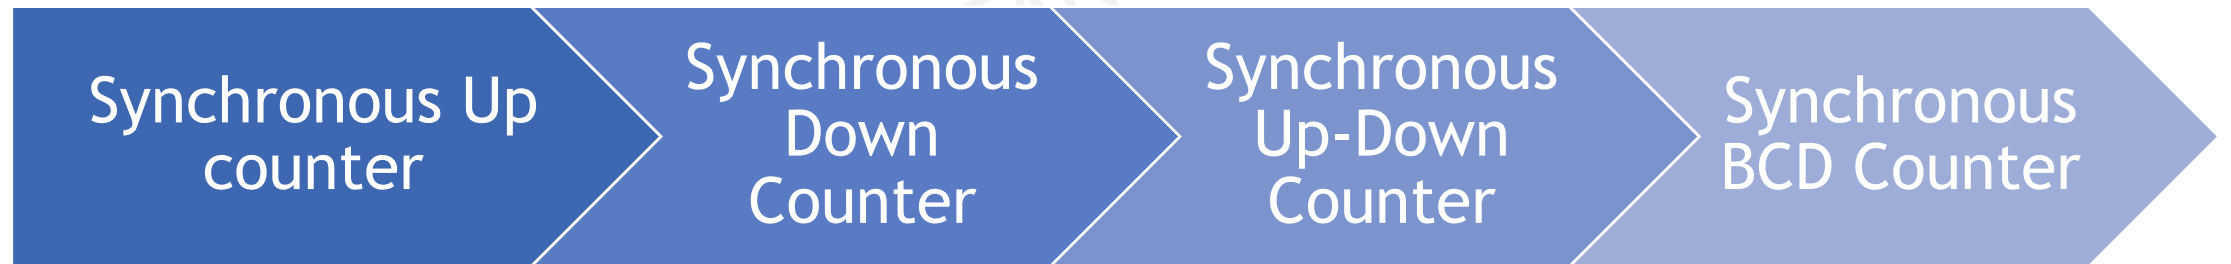 Synchronous Up
counter
Synchronous
Down
Counter
Synchronous
Up-Down
Counter
Synchronous
BCD Counter